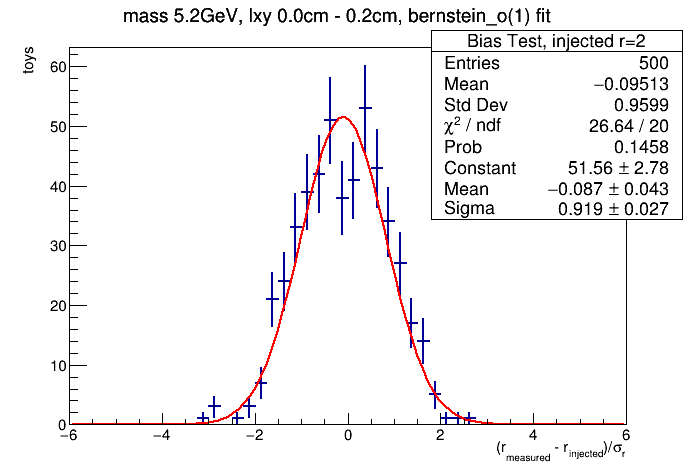 mass 5.2GeV, lxy 0.0cm - 0.2cm, bernstein_o(1) fit
Bias Test, injected r=2
Entries 500
Mean −0.09513
Std Dev 0.9599
χ² / ndf 26.64 / 20
Prob 0.1458
Constant 51.56 ± 2.78
Mean −0.087 ± 0.043
Sigma 0.919 ± 0.027
toys
60
50
40
30
20
10
0
−6 −4 −2 0 2 4 6
(r_measured - r_injected)/σ_r